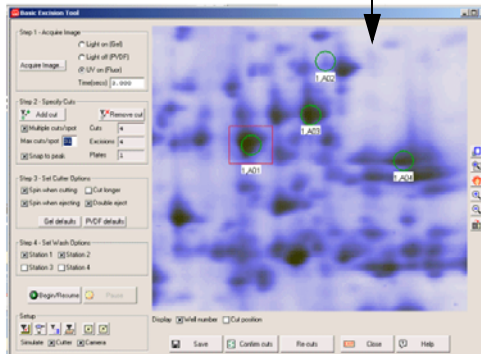 Basic Excision Tool
Step 1 - Acquire Image
Light on (Gel)
Light off (PVDF)
Acquire Image...
UV on (Fluor)
Time(secs) 3.000
Step 2 - Specify Cuts
Add cut Remove cut
Multiple cuts/spot Cuts 4
Max cuts/spot Excisions 4
Snap to peak Plates 1
Step 3 - Set Cutter Options
Spin when cutting Cut longer
Spin when ejecting Double eject
Gel defaults PVDF defaults
Step 4 - Set Wash Options
Station 1 Station 2
Station 3 Station 4
Begin/Resume Pause
Setup
Simulate Cutter Camera
1_A02
1_A03
1_A01
1_A04
Display Well number Cut position
Save Confirm cuts Re-cuts Close Help